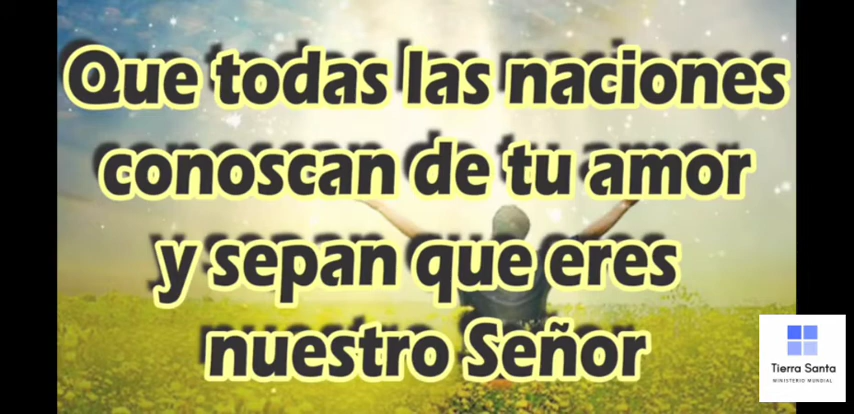 Que todas las naciones
conoscan de tu amor
y sepan que eres
nuestro Señor
Tierra Santa
MINISTERIO MUNDIAL